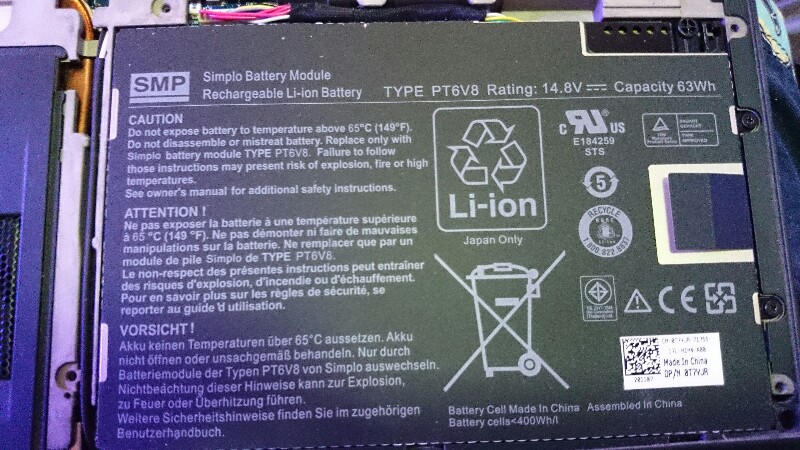 SMP
Simplo Battery Module
Rechargeable Li-ion Battery TYPE PT6V8 Rating: 14.8V Capacity 63Wh
CAUTION
Do not expose battery to temperature above 65°C (149°F).
Do not disassemble or mistreat battery. Replace only with
Simplo battery module TYPE PT6V8. Failure to follow
those instructions may present risk of explosion, fire or high
temperatures.
See owner's manual for additional safety instructions.
ATTENTION !
Ne pas exposer la batterie à une température supérieure
à 65 °C (149 °F). Ne pas démonter ni faire de mauvaises
manipulations sur la batterie. Ne remplacer que par un
module de pile Simplo de TYPE PT6V8.
Le non-respect des présentes instructions peut entraîner
des risques d'explosion, d'incendie ou d'échauffement.
Pour en savoir plus sur les règles de sécurité, se
reporter au guide d'utilisation.
VORSICHT !
Akku keinen Temperaturen über 65°C aussetzen. Akku
nicht öffnen oder unsachgemäß behandeln. Nur durch
Batteriemodule der Typen PT6V8 von Simplo auswechseln.
Nichtbeachtung dieser Hinweise kann zur Explosion,
zu Feuer oder Überhitzung führen.
Weitere Sicherheitshinweise finden Sie im zugehörigen
Benutzerhandbuch.
Li-ion
Japan Only
C US
E184259
STS
5
RECYCLE
1.800.822.8837
CE
Made in China
DP/N 0T7YJR
Battery Cell Made In China Assembled In China
Battery cells<400Wh/l